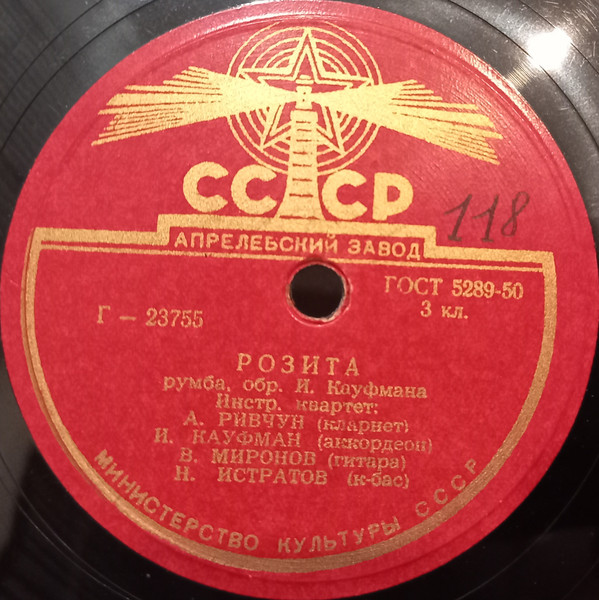 СССР
118
АПРЕЛЕВСКИЙ ЗАВОД
ГОСТ 5289-50
3 кл.
Г — 23755
РОЗИТА
румба, обр. И. Кауфмана
Инстр. квартет:
А. РИВЧУН (кларнет)
И. КАУФМАН (аккордеон)
В. МИРОНОВ (гитара)
Н. ИСТРАТОВ (к-бас)
МИНИСТЕРСТВО КУЛЬТУРЫ СССР